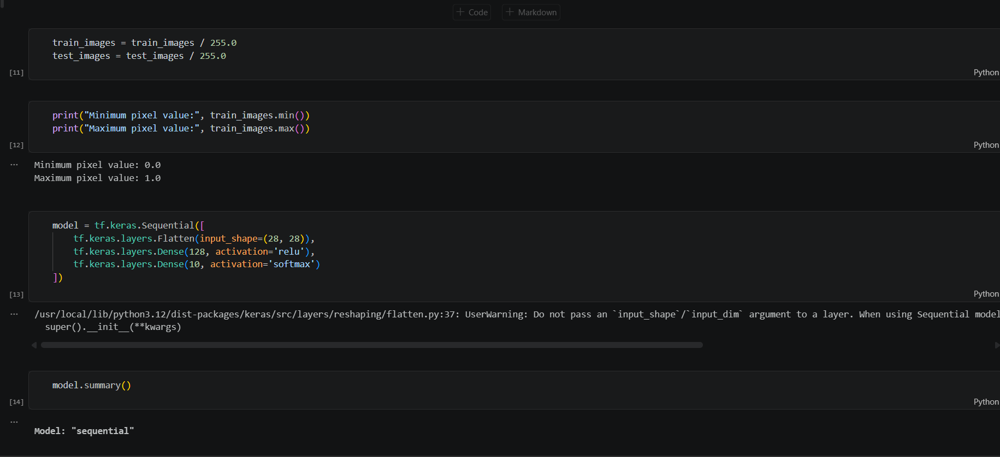 + Code + Markdown
train_images = train_images / 255.0
test_images = test_images / 255.0
[11]
Python
print("Minimum pixel value:", train_images.min())
print("Maximum pixel value:", train_images.max())
[12]
Python
...
Minimum pixel value: 0.0
Maximum pixel value: 1.0
model = tf.keras.Sequential([
    tf.keras.layers.Flatten(input_shape=(28, 28)),
    tf.keras.layers.Dense(128, activation='relu'),
    tf.keras.layers.Dense(10, activation='softmax')
])
[13]
Python
...
/usr/local/lib/python3.12/dist-packages/keras/src/layers/reshaping/flatten.py:37: UserWarning: Do not pass an `input_shape`/`input_dim` argument to a layer. When using Sequential model
  super().__init__(**kwargs)
model.summary()
[14]
Python
...
Model: "sequential"